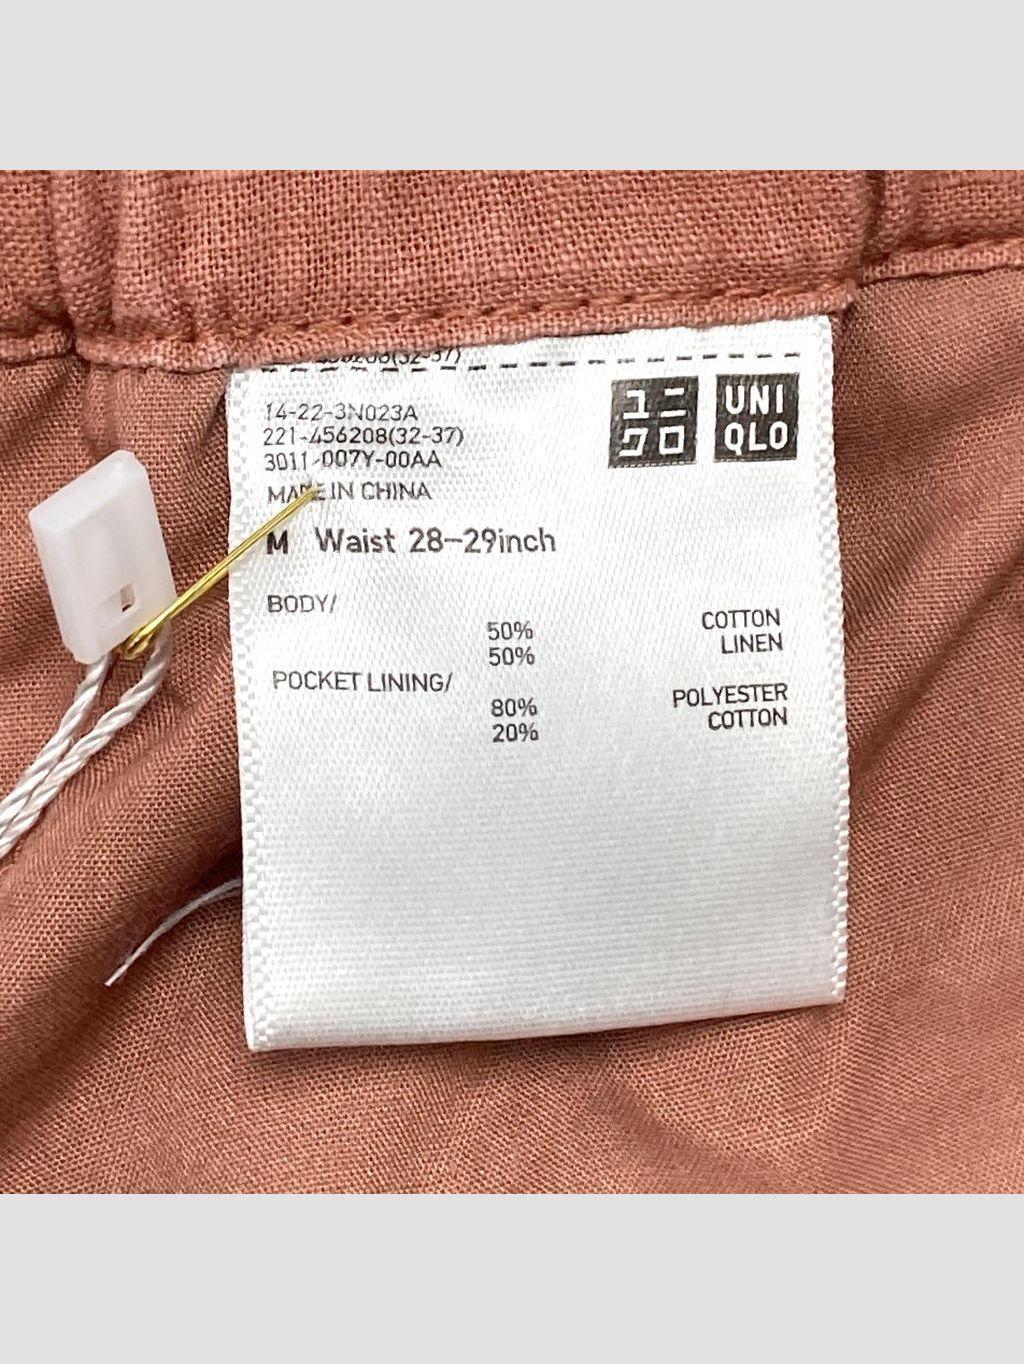 14-22-3N023A
221-456208(32-37)
3011-007Y-00AA
MADE IN CHINA
ユニ
クロ
UNI
QLO
M Waist 28-29inch
BODY/
50% COTTON
50% LINEN
POCKET LINING/
80% POLYESTER
20% COTTON